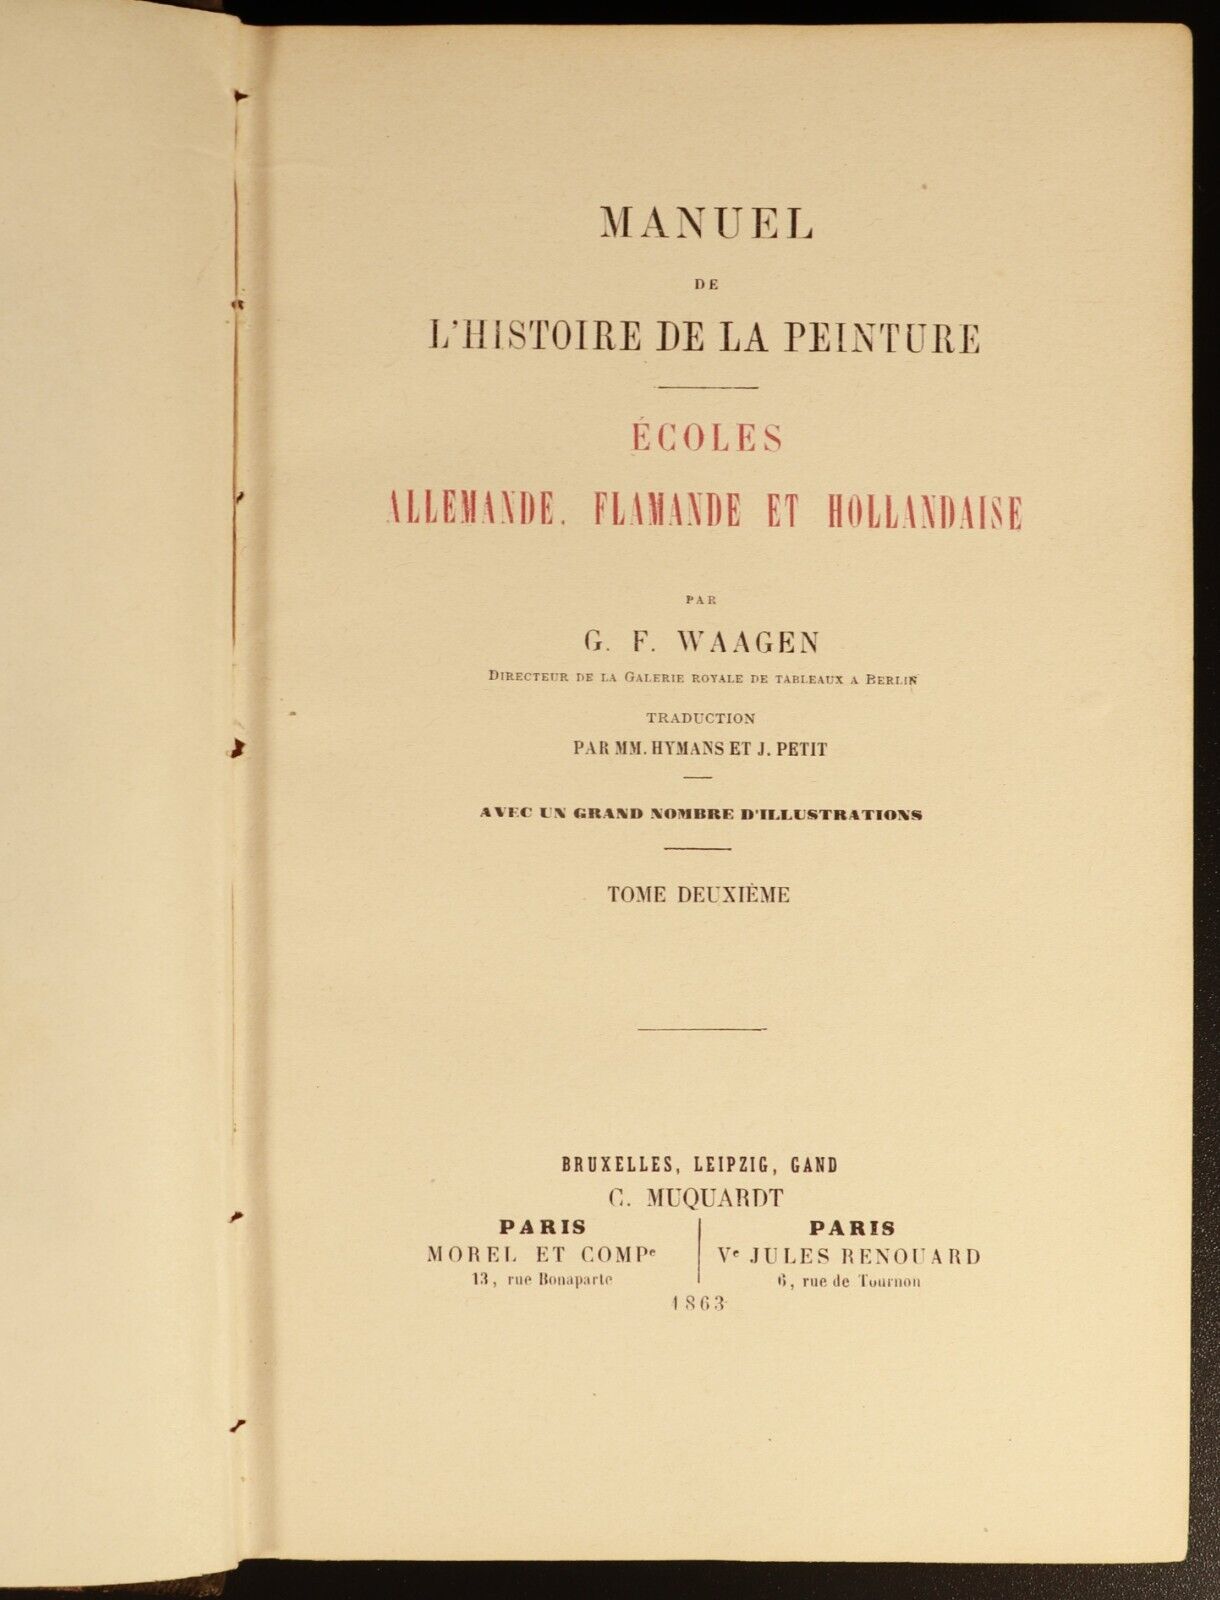 MANUEL
DE
L'HISTOIRE DE LA PEINTURE
ÉCOLES
ALLEMANDE, FLAMANDE ET HOLLANDAISE
PAR
G. F. WAAGEN
DIRECTEUR DE LA GALERIE ROYALE DE TABLEAUX A BERLIN
TRADUCTION
PAR MM. HYMANS ET J. PETIT
AVEC UN GRAND NOMBRE D'ILLUSTRATIONS
TOME DEUXIÈME
BRUXELLES, LEIPZIG, GAND
C. MUQUARDT
PARIS
MOREL ET COMPe
13, rue Bonaparte
PARIS
Ve JULES RENOUARD
6, rue de Tournon
1863